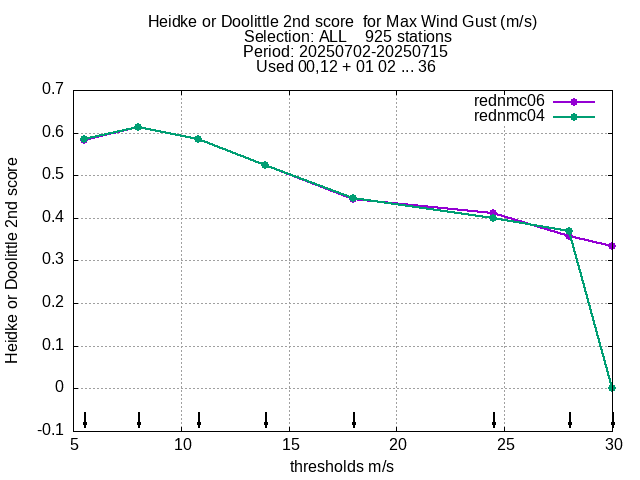 Heidke or Doolittle 2nd score  for Max Wind Gust (m/s)
Selection: ALL    925 stations
Period: 20250702-20250715
Used 00,12 + 01 02 ... 36
rednmc06
rednmc04
Heidke or Doolittle 2nd score
0.7
0.6
0.5
0.4
0.3
0.2
0.1
0
-0.1
5 10 15 20 25 30
thresholds m/s